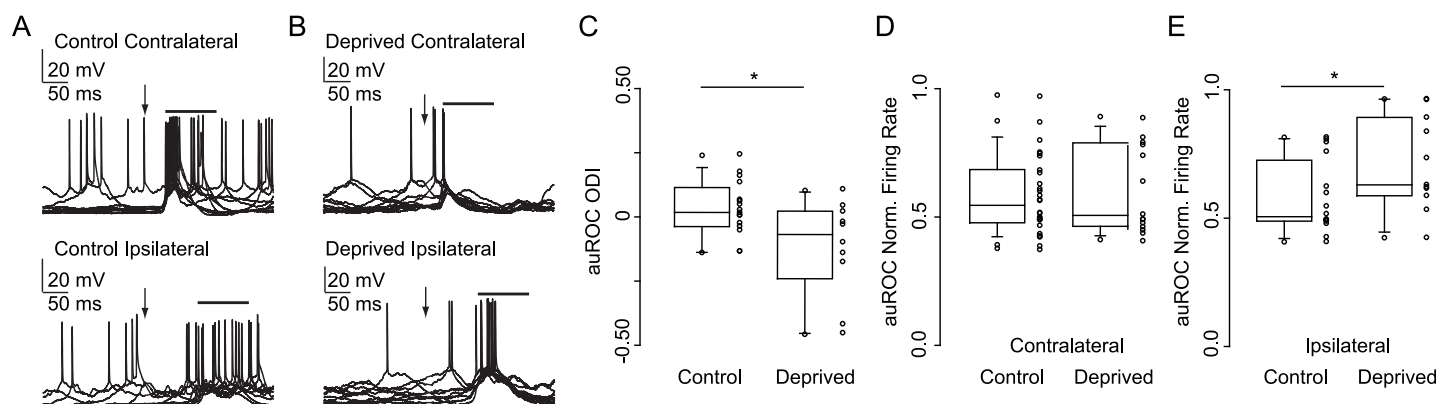 A
Control Contralateral
20 mV
50 ms
Control Ipsilateral
20 mV
50 ms
B
Deprived Contralateral
20 mV
50 ms
Deprived Ipsilateral
20 mV
50 ms
C
auROC ODI
0.50
0
-0.50
*
Control
Deprived
D
auROC Norm. Firing Rate
1.0
0.5
0.0
Contralateral
Control
Deprived
E
auROC Norm. Firing Rate
1.0
0.5
0.0
*
Ipsilateral
Control
Deprived